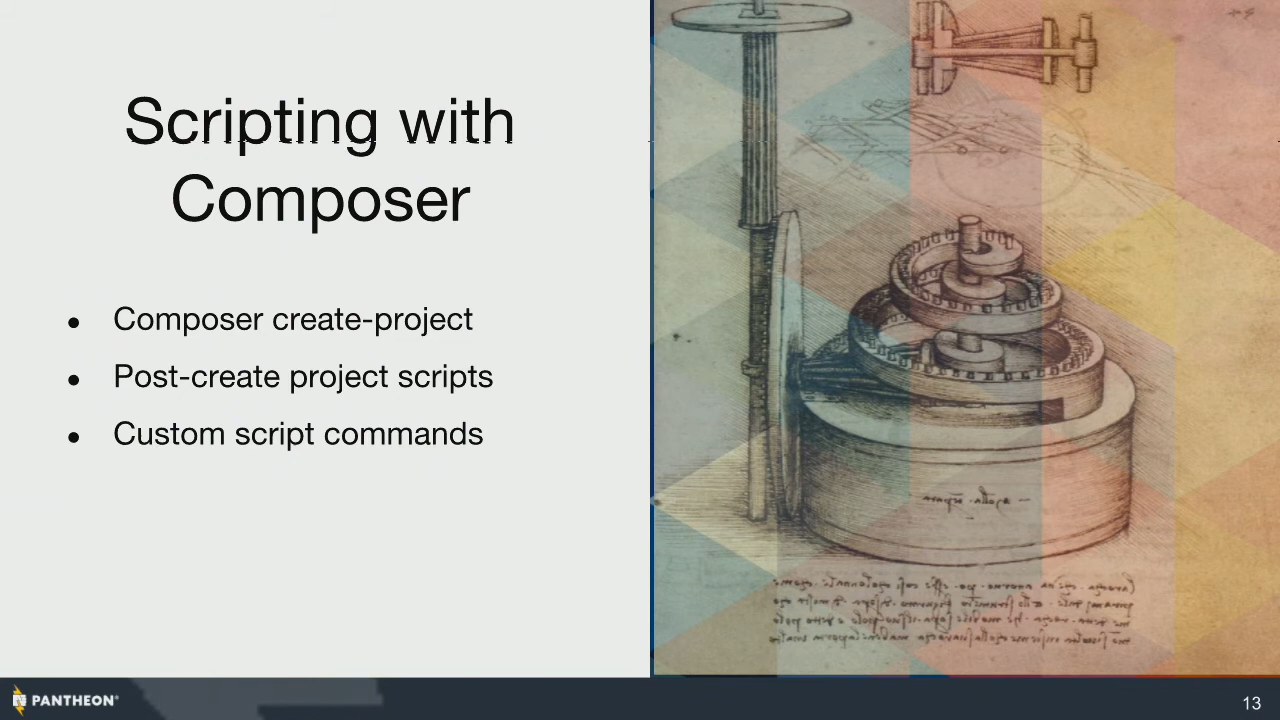 Scripting with
Composer
• Composer create-project
• Post-create project scripts
• Custom script commands
PANTHEON®
13